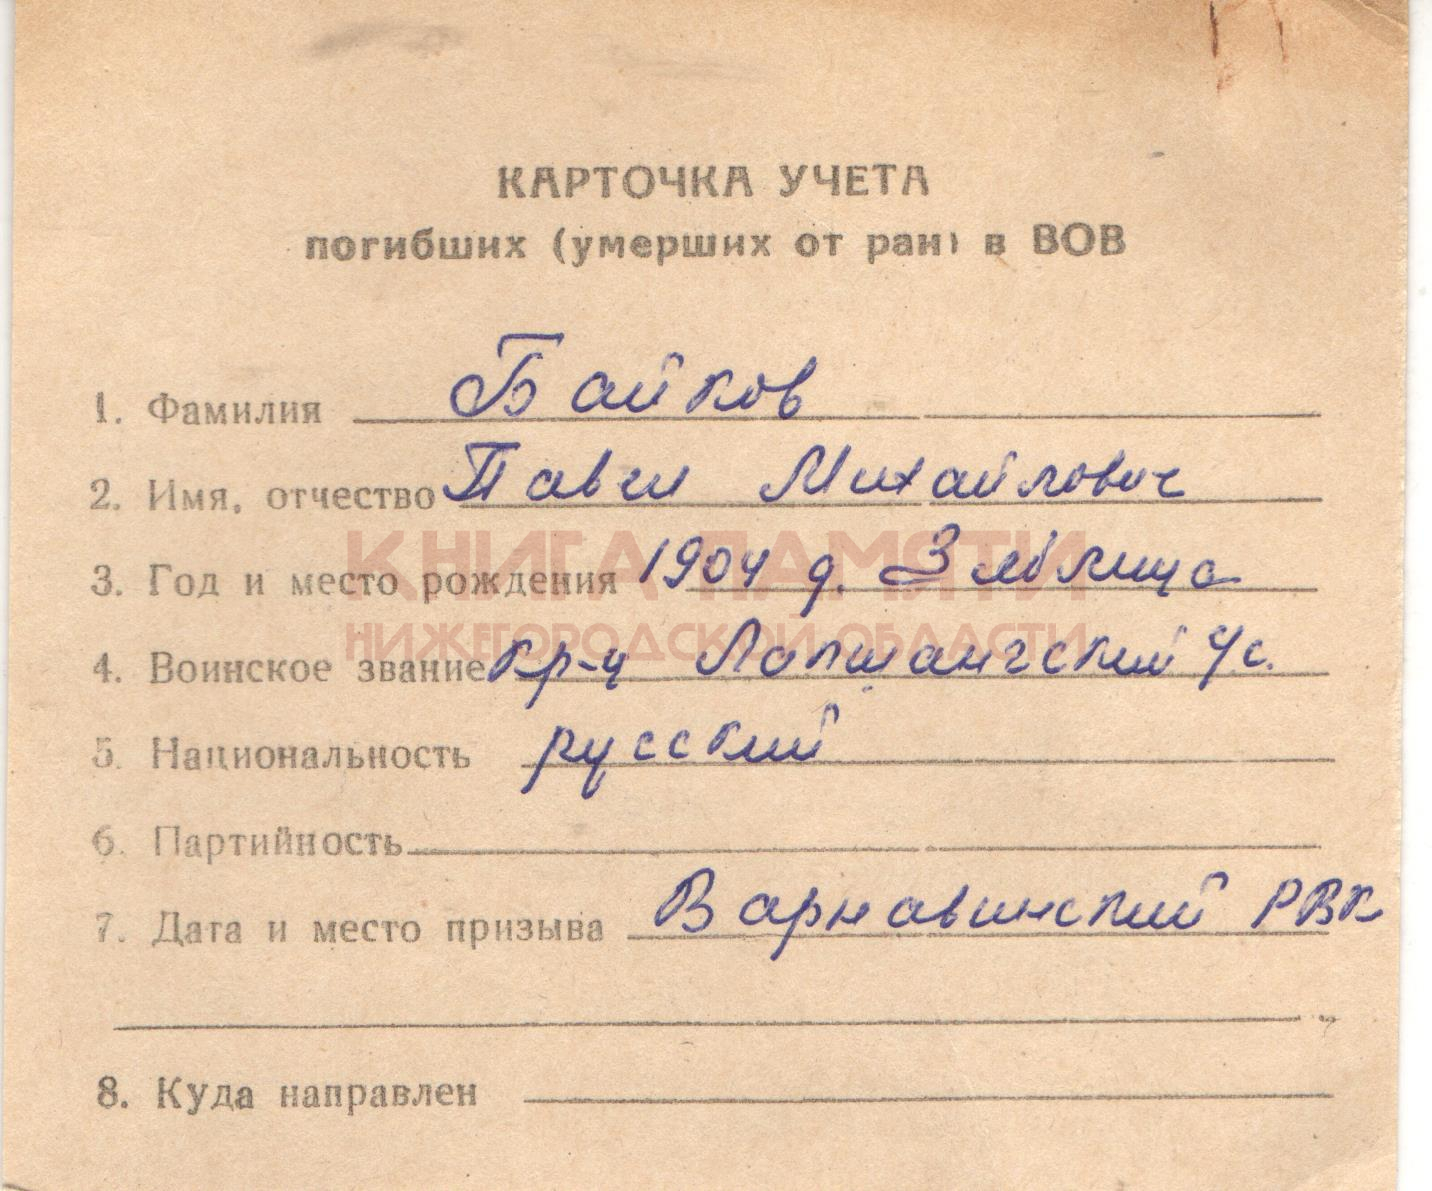 КАРТОЧКА УЧЕТА
погибших (умерших от ран) в ВОВ
1. Фамилия Байков
2. Имя, отчество Павел Михайлович
3. Год и место рождения 1904 д. Зяблица
КНИГА ПАМЯТИ
НИЖЕГОРОДСКОЙ ОБЛАСТИ
4. Воинское звание кр-ц Лапшангский с/с.
5. Национальность русский
6. Партийность
7. Дата и место призыва Варнавинский РВК
8. Куда направлен